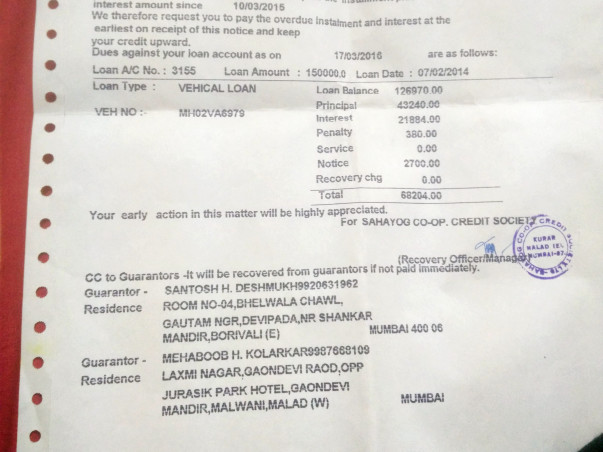 interest amount since 10/03/2015
We therefore request you to pay the overdue instalment and interest at the
earliest on receipt of this notice and keep
your credit upward.
Dues against your loan account as on 17/03/2016 are as follows:
Loan A/C No. : 3155 Loan Amount : 150000.0 Loan Date : 07/02/2014
Loan Type : VEHICAL LOAN Loan Balance 126970.00
Principal 43240.00
VEH NO :- MH02VA6979 Interest 21884.00
Penalty 380.00
Service 0.00
Notice 2700.00
Recovery chg 0.00
Total 68204.00
Your early action in this matter will be highly appreciated.
For SAHAYOG CO-OP. CREDIT SOCIETY
(Recovery Officer/Manager)
KURAR
MALAD (E).
MUMBAI-97
CC to Guarantors -It will be recovered from guarantors if not paid immediately.
Guarantor - SANTOSH H. DESHMUKH9920631962
Residence ROOM NO-04,BHELWALA CHAWL,
GAUTAM NGR,DEVIPADA,NR SHANKAR
MANDIR,BORIVALI (E) MUMBAI 400 06
Guarantor - MEHABOOB H. KOLARKAR9987668109
Residence LAXMI NAGAR,GAONDEVI RAOD,OPP
JURASIK PARK HOTEL,GAONDEVI
MANDIR,MALWANI,MALAD (W) MUMBAI